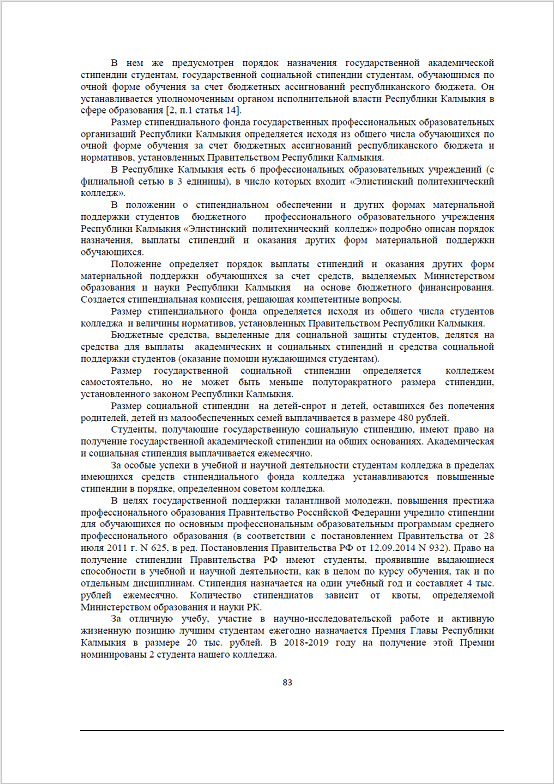 В нем же предусмотрен порядок назначения государственной академической
стипендии студентам, государственной социальной стипендии студентам, обучающимся по
очной форме обучения за счет бюджетных ассигнований республиканского бюджета. Он
устанавливается уполномоченным органом исполнительной власти Республики Калмыкия в
сфере образования [2, п.1 статья 14].
Размер стипендиального фонда государственных профессиональных образовательных
организаций Республики Калмыкия определяется исходя из общего числа обучающихся по
очной форме обучения за счет бюджетных ассигнований республиканского бюджета и
нормативов, установленных Правительством Республики Калмыкия.
В Республике Калмыкия есть 6 профессиональных образовательных учреждений (с
филиальной сетью в 3 единицы), в число которых входит «Элистинский политехнический
колледж».
В положении о стипендиальном обеспечении и других формах материальной
поддержки студентов бюджетного профессионального образовательного учреждения
Республики Калмыкия «Элистинский политехнический колледж» подробно описан порядок
назначения, выплаты стипендий и оказания других форм материальной поддержки
обучающихся.
Положение определяет порядок выплаты стипендий и оказания других форм
материальной поддержки обучающихся за счет средств, выделяемых Министерством
образования и науки Республики Калмыкия на основе бюджетного финансирования.
Создается стипендиальная комиссия, решающая компетентные вопросы.
Размер стипендиального фонда определяется исходя из общего числа студентов
колледжа и величины нормативов, установленных Правительством Республики Калмыкия.
Бюджетные средства, выделенные для социальной защиты студентов, делятся на
средства для выплаты академических и социальных стипендий и средства социальной
поддержки студентов (оказание помощи нуждающимся студентам).
Размер государственной социальной стипендии определяется колледжем
самостоятельно, но не может быть меньше полуторакратного размера стипендии,
установленного законом Республики Калмыкия.
Размер социальной стипендии на детей-сирот и детей, оставшихся без попечения
родителей, детей из малообеспеченных семей выплачивается в размере 480 рублей.
Студенты, получающие государственную социальную стипендию, имеют право на
получение государственной академической стипендии на общих основаниях. Академическая
и социальная стипендия выплачивается ежемесячно.
За особые успехи в учебной и научной деятельности студентам колледжа в пределах
имеющихся средств стипендиального фонда колледжа устанавливаются повышенные
стипендии в порядке, определенном советом колледжа.
В целях государственной поддержки талантливой молодежи, повышения престижа
профессионального образования Правительство Российской Федерации учредило стипендии
для обучающихся по основным профессиональным образовательным программам среднего
профессионального образования (в соответствии с постановлением Правительства от 28
июля 2011 г. N 625, в ред. Постановления Правительства РФ от 12.09.2014 N 932). Право на
получение стипендии Правительства РФ имеют студенты, проявившие выдающиеся
способности в учебной и научной деятельности, как в целом по курсу обучения, так и по
отдельным дисциплинам. Стипендия назначается на один учебный год и составляет 4 тыс.
рублей ежемесячно. Количество стипендиатов зависит от квоты, определяемой
Министерством образования и науки РК.
За отличную учебу, участие в научно-исследовательской работе и активную
жизненную позицию лучшим студентам ежегодно назначается Премия Главы Республики
Калмыкия в размере 20 тыс. рублей. В 2018-2019 году на получение этой Премии
номинированы 2 студента нашего колледжа.
83